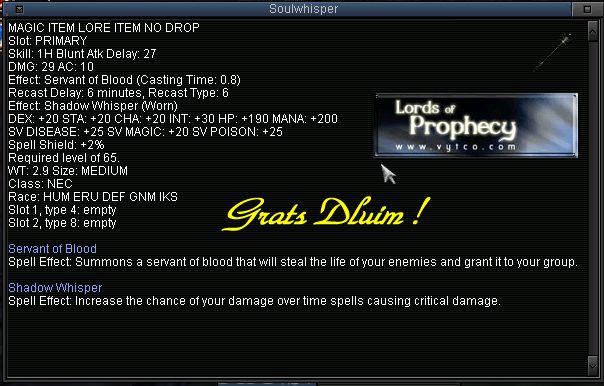 Soulwhisper
MAGIC ITEM LORE ITEM NO DROP
Slot: PRIMARY
Skill: 1H Blunt Atk Delay: 27
DMG: 29 AC: 10
Effect: Servant of Blood (Casting Time: 0.8)
Recast Delay: 6 minutes, Recast Type: 6
Effect: Shadow Whisper (Worn)
DEX: +20 STA: +20 CHA: +20 INT: +30 HP: +190 MANA: +200
SV DISEASE: +25 SV MAGIC: +20 SV POISON: +25
Spell Shield: +2%
Required level of 65.
WT: 2.9 Size: MEDIUM
Class: NEC
Race: HUM ERU DEF GNM IKS
Slot 1, type 4: empty
Slot 2, type 8: empty
Lords of
Prophecy
www.vytco.com
Grats Dluim !
Servant of Blood
Spell Effect: Summons a servant of blood that will steal the life of your enemies and grant it to your group.
Shadow Whisper
Spell Effect: Increase the chance of your damage over time spells causing critical damage.